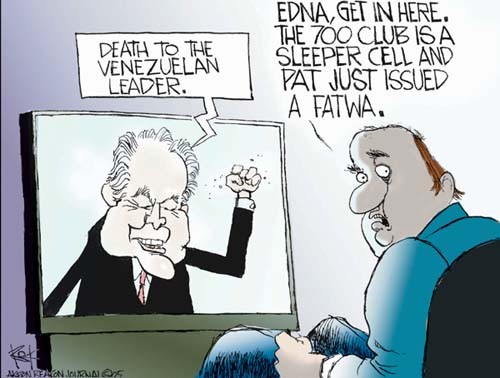 DEATH TO THE
VENEZUELAN
LEADER.
EDNA, GET IN HERE.
THE 700 CLUB IS A
SLEEPER CELL AND
PAT JUST ISSUED
A FATWA.
AKRON BEACON JOURNAL ©'05